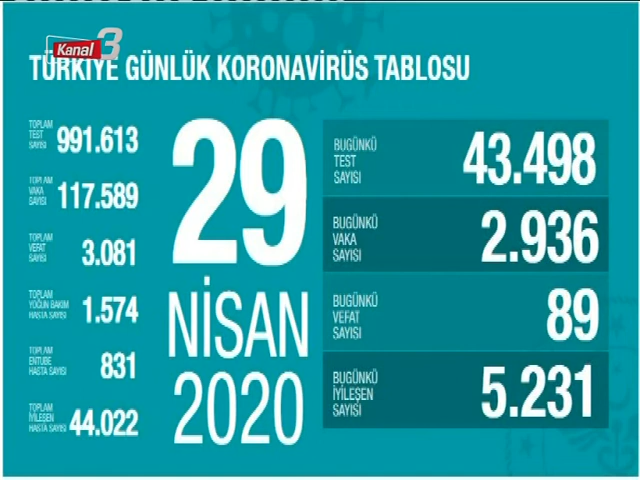 Kanal 3
TÜRKİYE GÜNLÜK KORONAVİRÜS TABLOSU
TOPLAM
TEST
SAYISI
991.613
TOPLAM
VAKA
SAYISI
117.589
TOPLAM
VEFAT
SAYISI
3.081
TOPLAM
YOĞUN BAKIM
HASTA SAYISI
1.574
TOPLAM
ENTUBE
HASTA SAYISI
831
TOPLAM
İYİLEŞEN
HASTA SAYISI
44.022
29
NİSAN
2020
BUGÜNKÜ
TEST
SAYISI
43.498
BUGÜNKÜ
VAKA
SAYISI
2.936
BUGÜNKÜ
VEFAT
SAYISI
89
BUGÜNKÜ
İYİLEŞEN
SAYISI
5.231